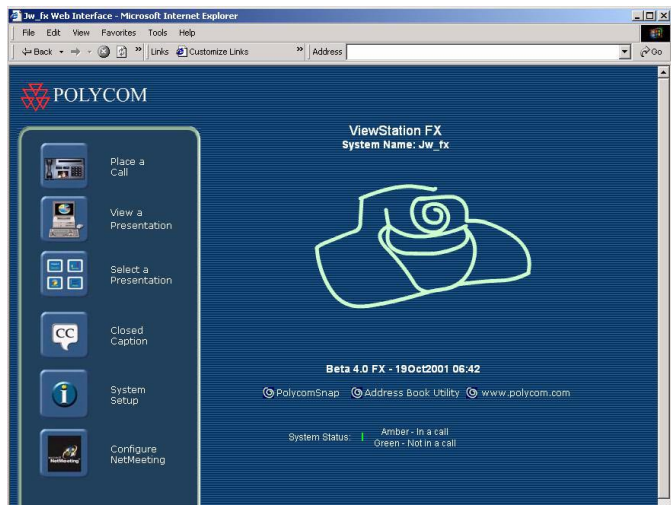 Jw_fx Web Interface - Microsoft Internet Explorer
File Edit View Favorites Tools Help
Back Links Customize Links Address Go
POLYCOM
ViewStation FX
System Name: Jw_fx
Place a
Call
View a
Presentation
Select a
Presentation
CC
Closed
Caption
System
Setup
NetMeeting
Configure
NetMeeting
Beta 4.0 FX - 19Oct2001 06:42
PolycomSnap Address Book Utility www.polycom.com
System Status: Amber - In a call
Green - Not in a call